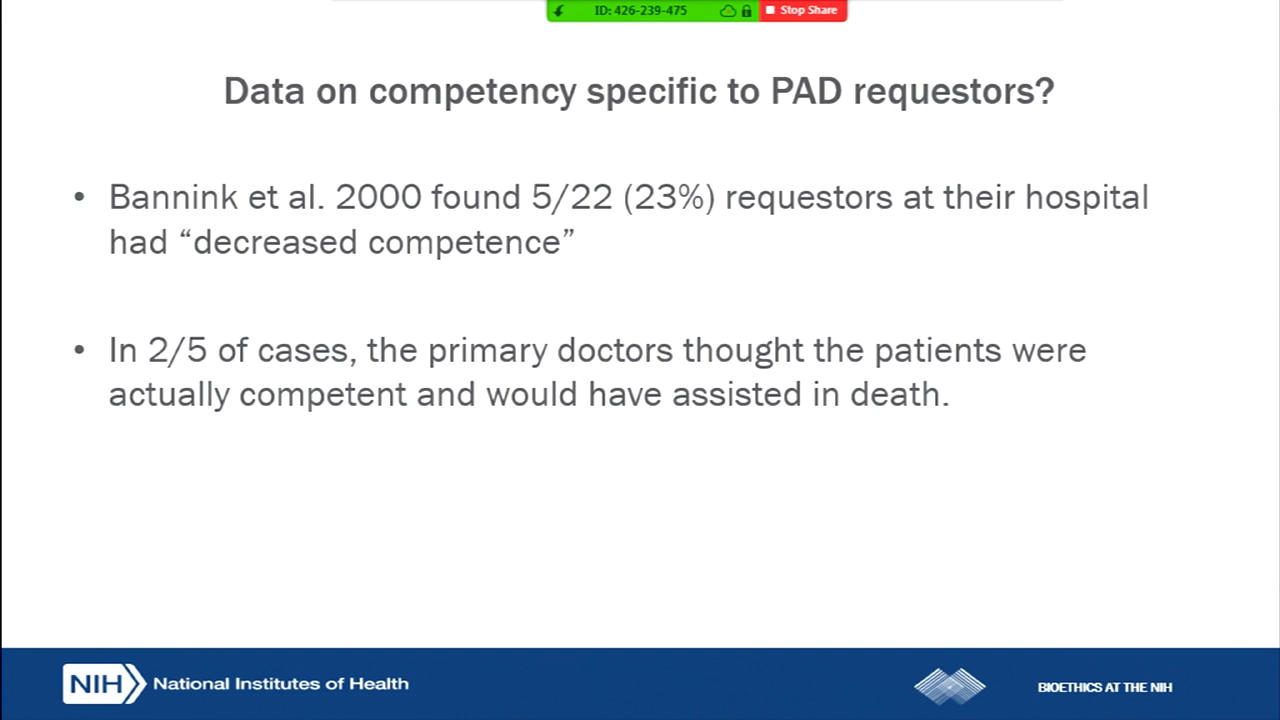 ID: 426-239-475
Stop Share
Data on competency specific to PAD requestors?
• Bannink et al. 2000 found 5/22 (23%) requestors at their hospital
had “decreased competence”
• In 2/5 of cases, the primary doctors thought the patients were
actually competent and would have assisted in death.
NIH National Institutes of Health
BIOETHICS AT THE NIH